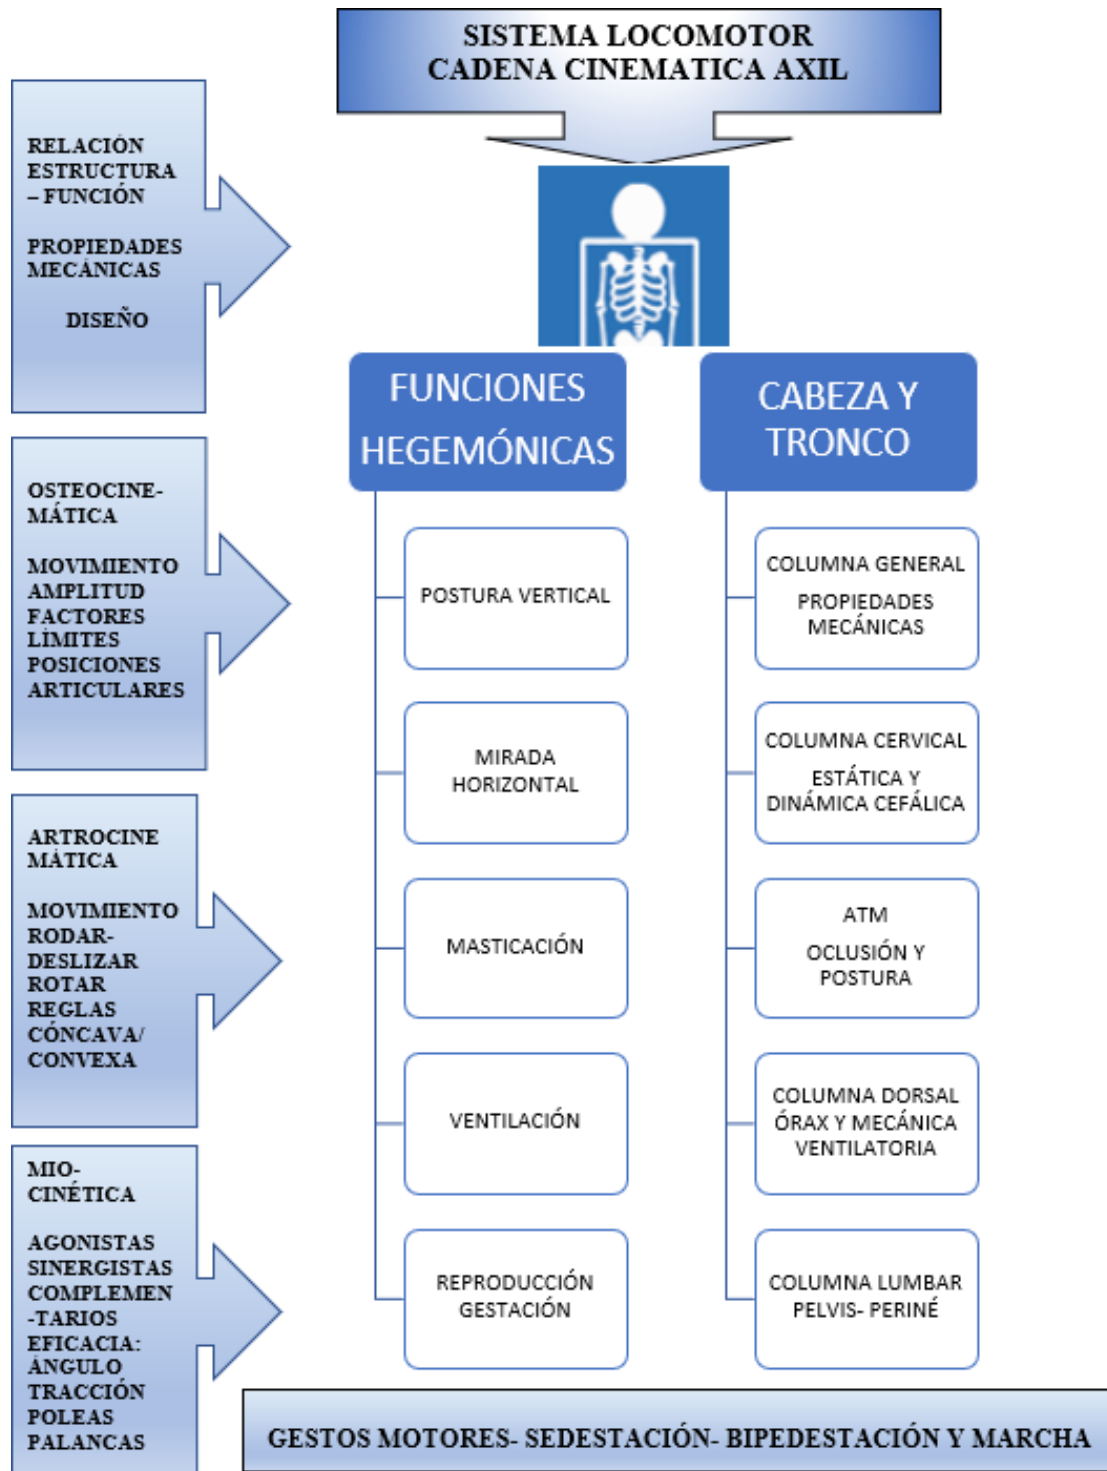 SISTEMA LOCOMOTOR
CADENA CINEMATICA AXIL
RELACIÓN
ESTRUCTURA
– FUNCIÓN
PROPIEDADES
MECÁNICAS
DISEÑO
OSTEOCINE-
MÁTICA
MOVIMIENTO
AMPLITUD
FACTORES
LÍMITES
POSICIONES
ARTICULARES
ARTROCINE
MÁTICA
MOVIMIENTO
RODAR-
DESLIZAR
ROTAR
REGLAS
CÓNCAVA/
CONVEXA
MIO-
CINÉTICA
AGONISTAS
SINERGISTAS
COMPLEMEN
-TARIOS
EFICACIA:
ÁNGULO
TRACCIÓN
POLEAS
PALANCAS
FUNCIONES
HEGEMÓNICAS
POSTURA VERTICAL
MIRADA
HORIZONTAL
MASTICACIÓN
VENTILACIÓN
REPRODUCCIÓN
GESTACIÓN
CABEZA Y
TRONCO
COLUMNA GENERAL
PROPIEDADES
MECÁNICAS
COLUMNA CERVICAL
ESTÁTICA Y
DINÁMICA CEFÁLICA
ATM
OCLUSIÓN Y
POSTURA
COLUMNA DORSAL
ÓRAX Y MECÁNICA
VENTILATORIA
COLUMNA LUMBAR
PELVIS- PERINÉ
GESTOS MOTORES- SEDESTACIÓN- BIPEDESTACIÓN Y MARCHA